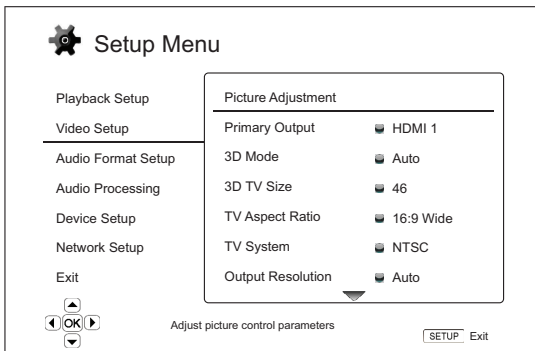 Setup Menu
Playback Setup
Video Setup
Audio Format Setup
Audio Processing
Device Setup
Network Setup
Exit
Picture Adjustment
Primary Output HDMI 1
3D Mode Auto
3D TV Size 46
TV Aspect Ratio 16:9 Wide
TV System NTSC
Output Resolution Auto
OK
Adjust picture control parameters
SETUP Exit